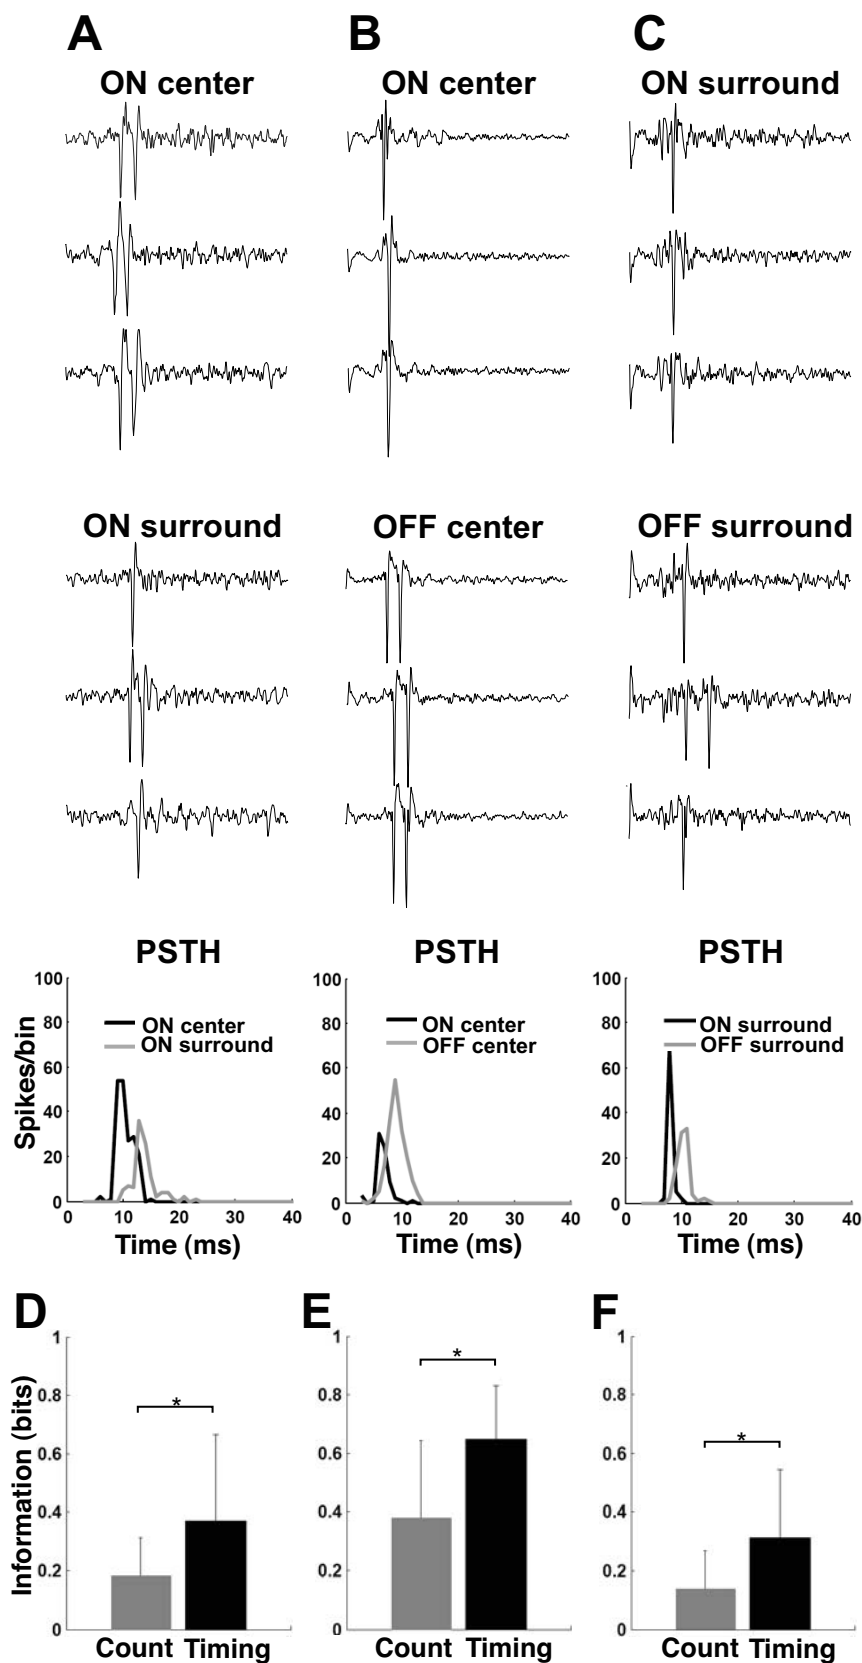 A B C
ON center ON center ON surround
ON surround OFF center OFF surround
PSTH PSTH PSTH
100 100 100
ON center ON center ON surround
ON surround OFF center OFF surround
80 80 80
60 60 60
40 40 40
20 20 20
0 0 0
Spikes/bin
0 10 20 30 40 0 10 20 30 40 0 10 20 30 40
Time (ms) Time (ms) Time (ms)
D E F
1 1 1
* * *
0.8 0.8 0.8
0.6 0.6 0.6
0.4 0.4 0.4
0.2 0.2 0.2
0 0 0
Information (bits)
Count Timing Count Timing Count Timing